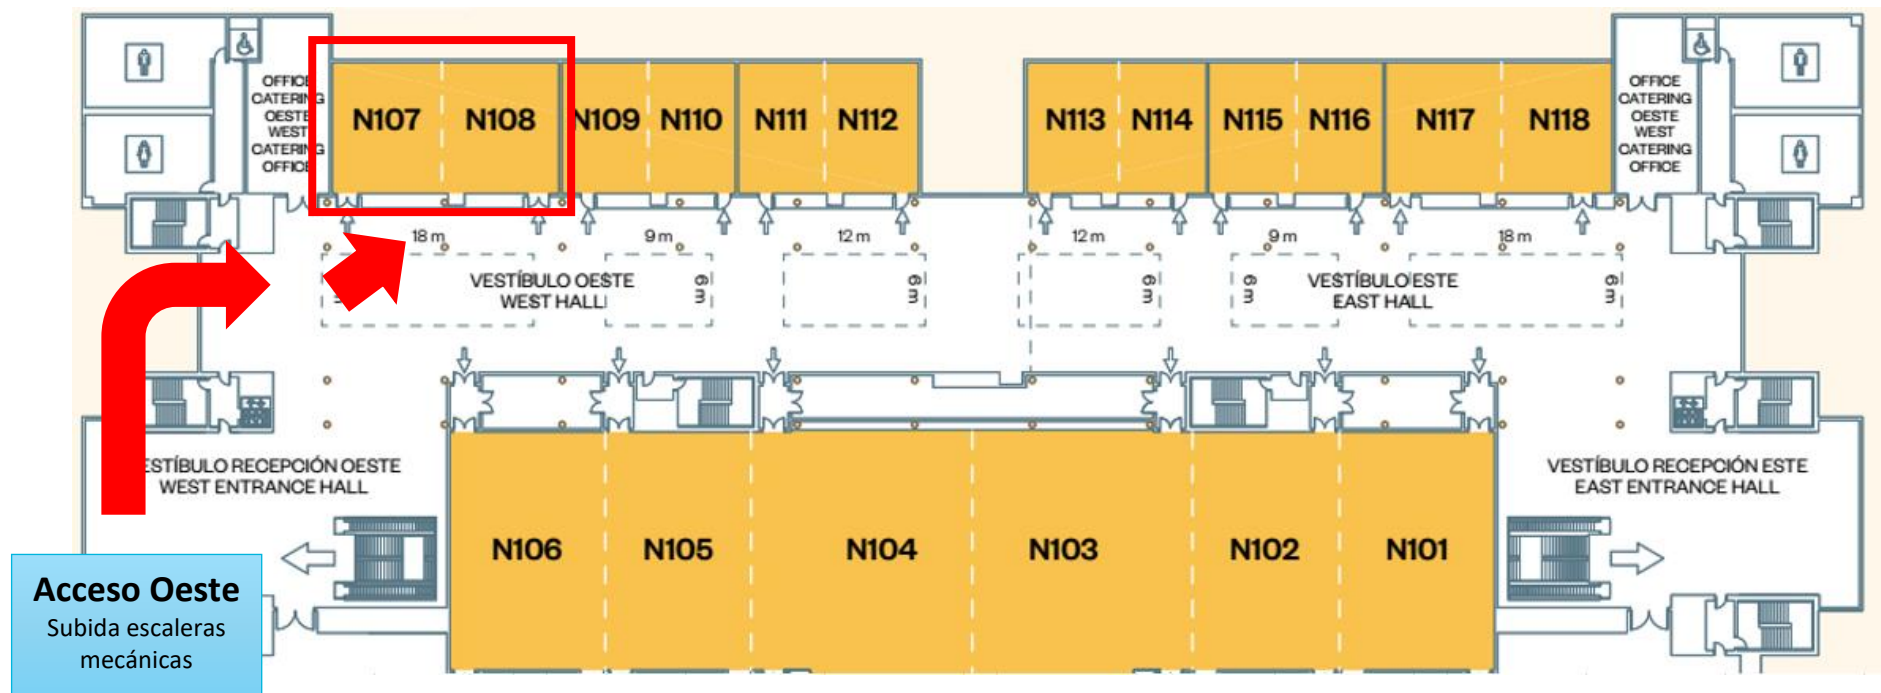 OFFICE
CATERING
OESTE
WEST
CATERING
OFFICE
N107
N108
N109
N110
N111
N112
N113
N114
N115
N116
N117
N118
OFFICE
CATERING
OESTE
WEST
CATERING
OFFICE
18 m
9 m
12 m
12 m
9 m
18 m
VESTÍBULO OESTE
WEST HALL
6 m
6 m
6 m
6 m
VESTÍBULO ESTE
EAST HALL
6 m
VESTÍBULO RECEPCIÓN OESTE
WEST ENTRANCE HALL
VESTÍBULO RECEPCIÓN ESTE
EAST ENTRANCE HALL
N106
N105
N104
N103
N102
N101
Acceso Oeste
Subida escaleras
mecánicas